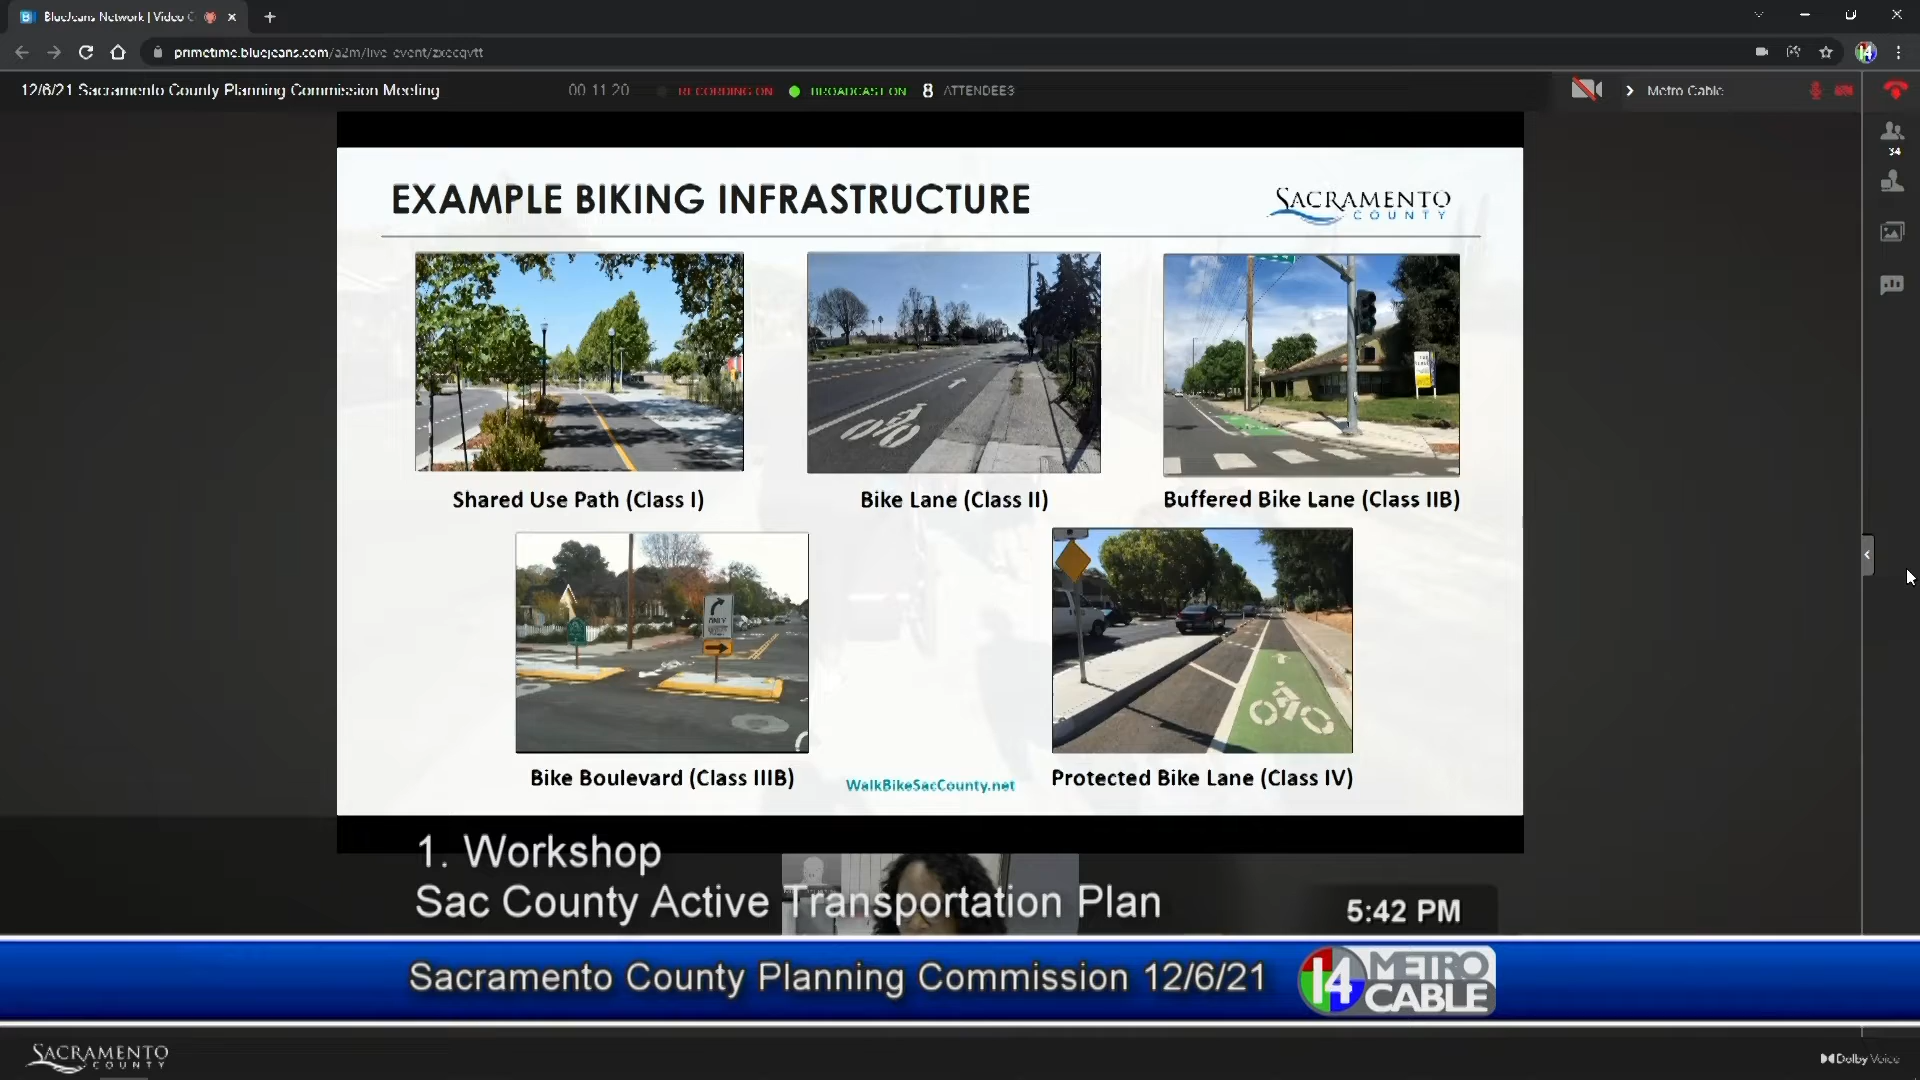 BlueJeans Network | Video C
primetime.bluejeans.com/a2m/live-event/zxecqvtt
12/6/21 Sacramento County Planning Commission Meeting
00:11:20
RECORDING ON
BROADCAST ON
8 ATTENDEES
Metro Cable
34
EXAMPLE BIKING INFRASTRUCTURE
SACRAMENTO
COUNTY
Shared Use Path (Class I)
Bike Lane (Class II)
Buffered Bike Lane (Class IIB)
ONLY
Bike Boulevard (Class IIIB)
WalkBikeSacCounty.net
Protected Bike Lane (Class IV)
1. Workshop
Sac County Active Transportation Plan
5:42 PM
Sacramento County Planning Commission 12/6/21
14 METRO
CABLE
SACRAMENTO
COUNTY
Dolby Voice